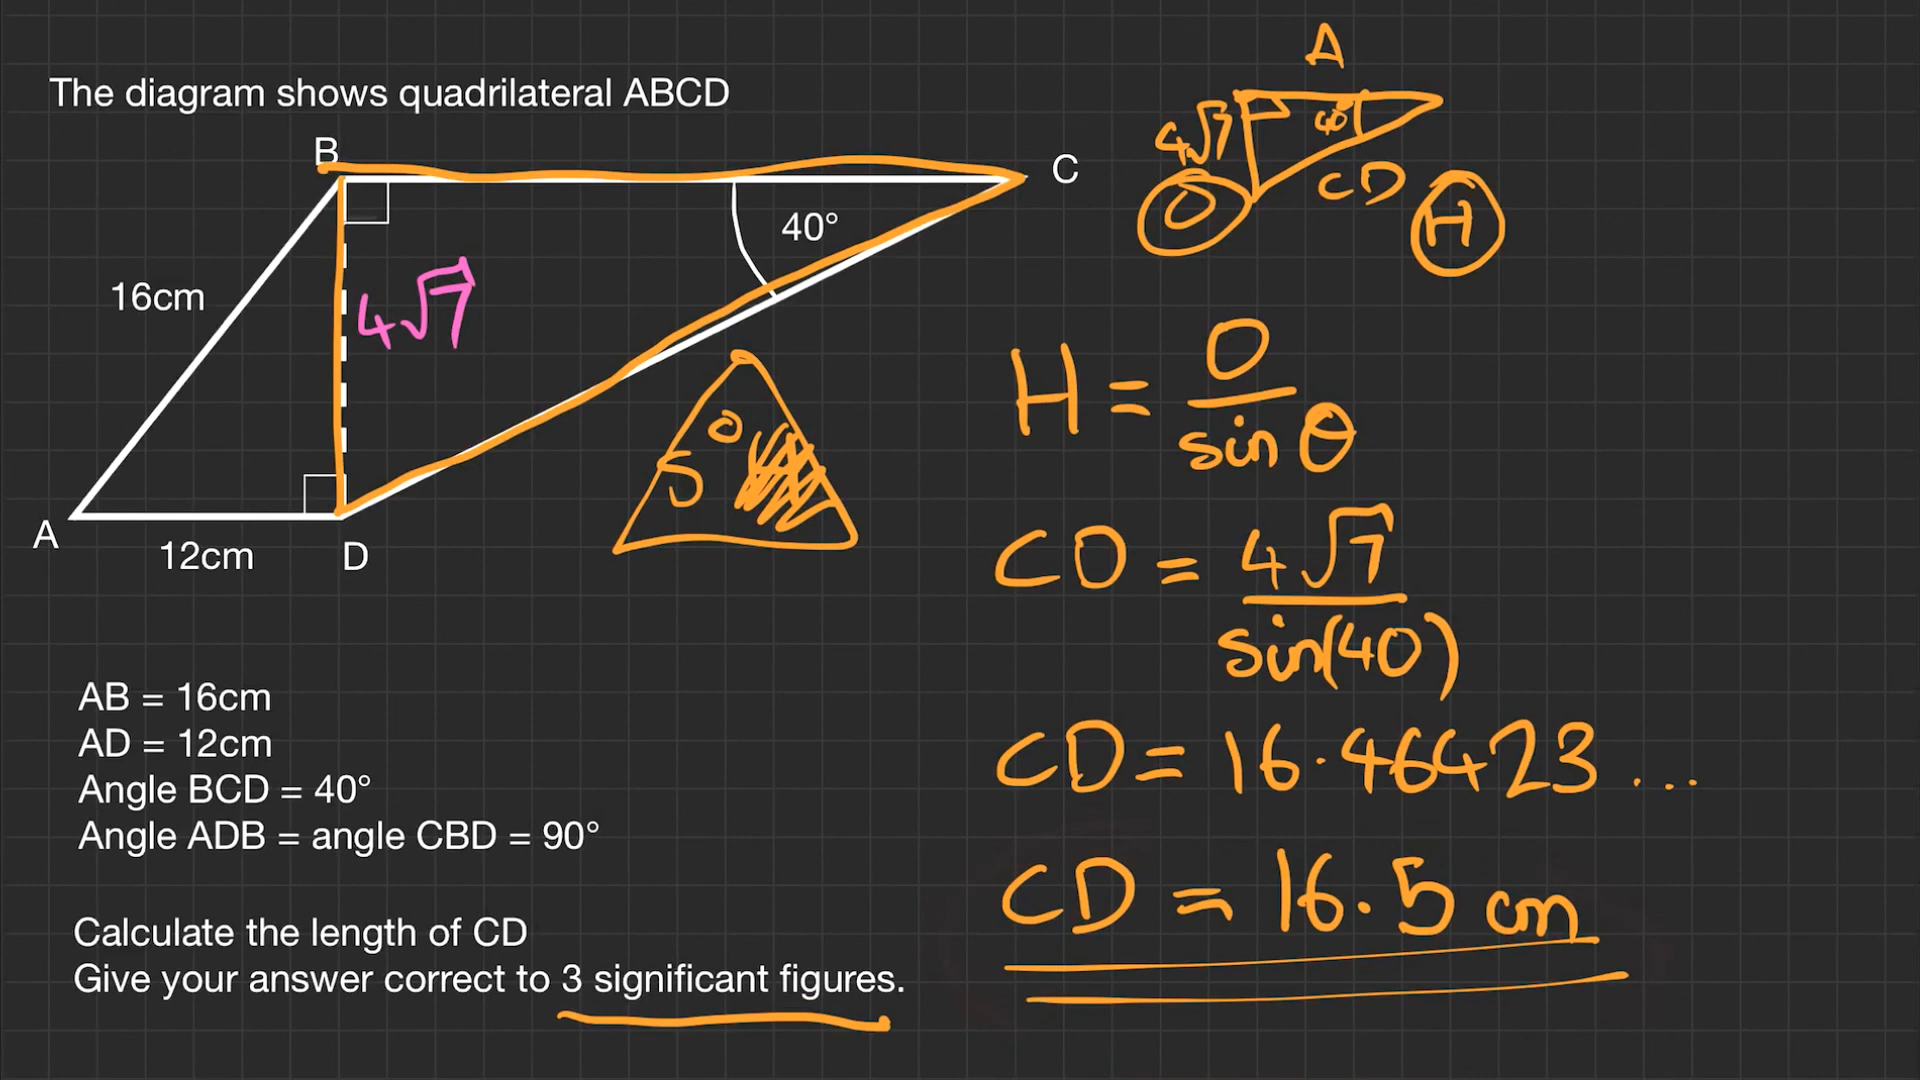 The diagram shows quadrilateral ABCD
B
C
40°
16cm
4√7
A
12cm
D
O
S
AB = 16cm
AD = 12cm
Angle BCD = 40°
Angle ADB = angle CBD = 90°
Calculate the length of CD
Give your answer correct to 3 significant figures.
A
4√7
40
O
CD
H
H = O
sin θ
CD = 4√7
sin(40)
CD = 16.46423...
CD = 16.5 cm